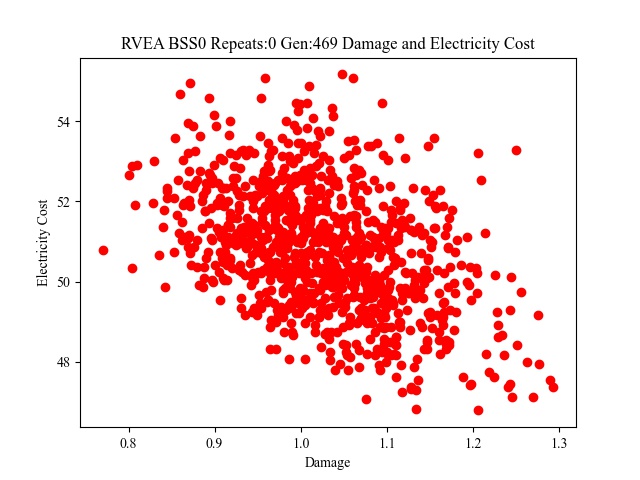 RVEA BSS0 Repeats:0 Gen:469 Damage and Electricity Cost
54
52
50
48
Electricity Cost
0.8 0.9 1.0 1.1 1.2 1.3
Damage